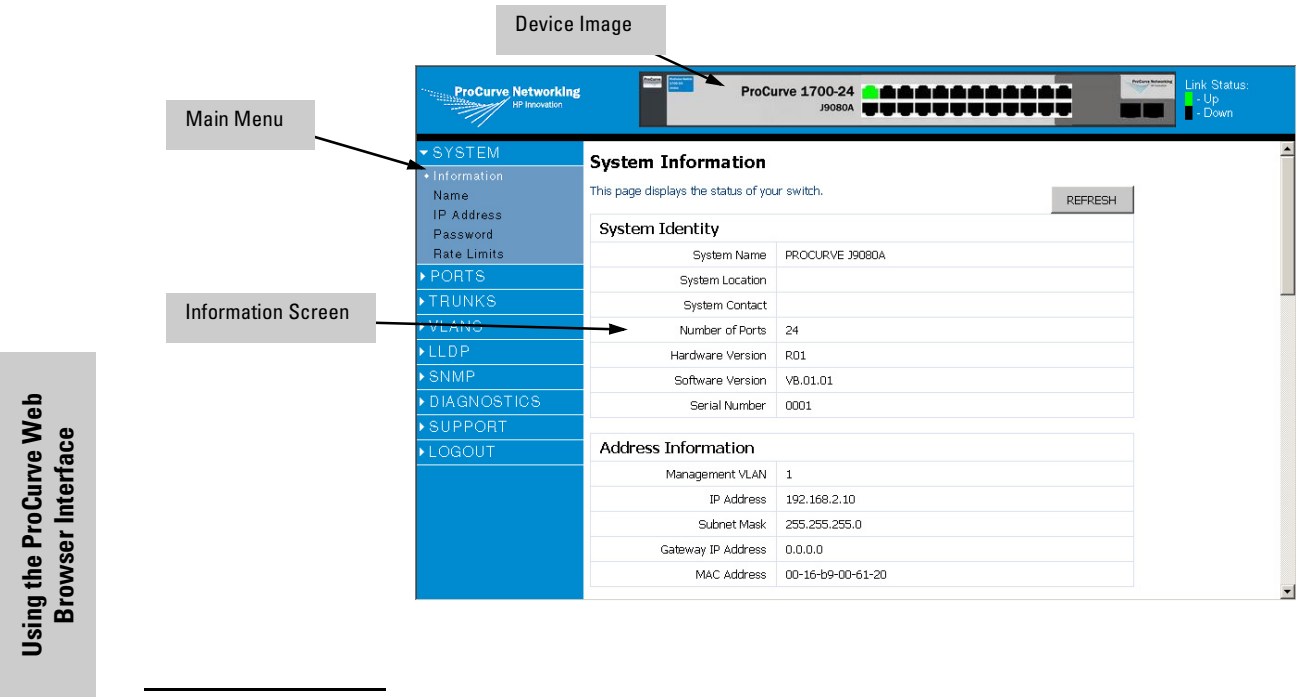 Device Image
ProCurve Networking
HP Innovation
ProCurve 1700-24
J9080A
Link Status:
- Up
- Down
Main Menu
SYSTEM
Information
Name
IP Address
Password
Rate Limits
PORTS
TRUNKS
VLANS
LLDP
SNMP
DIAGNOSTICS
SUPPORT
LOGOUT
Information Screen
System Information
This page displays the status of your switch.
REFRESH
System Identity
System Name PROCURVE J9080A
System Location
System Contact
Number of Ports 24
Hardware Version R01
Software Version VB.01.01
Serial Number 0001
Address Information
Management VLAN 1
IP Address 192.168.2.10
Subnet Mask 255.255.255.0
Gateway IP Address 0.0.0.0
MAC Address 00-16-b9-00-61-20
Using the ProCurve Web
Browser Interface